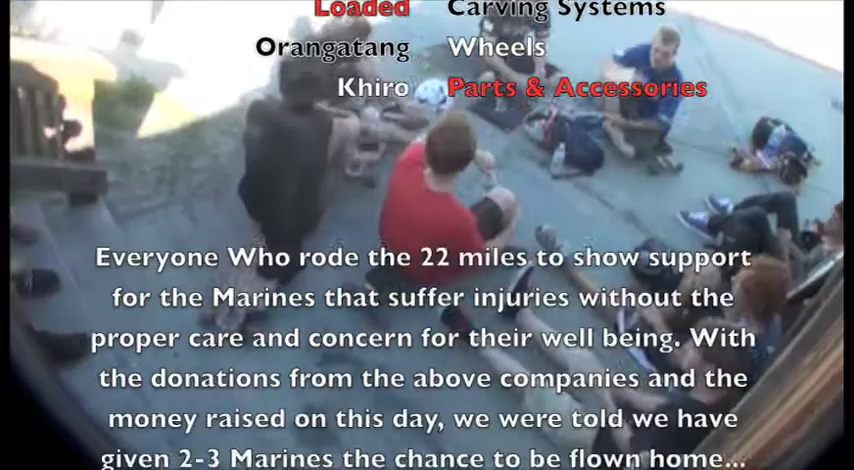 Loaded Carving Systems
Orangatang Wheels
Khiro Parts & Accessories
Everyone Who rode the 22 miles to show support
for the Marines that suffer injuries without the
proper care and concern for their well being. With
the donations from the above companies and the
money raised on this day, we were told we have
given 2-3 Marines the chance to be flown home...